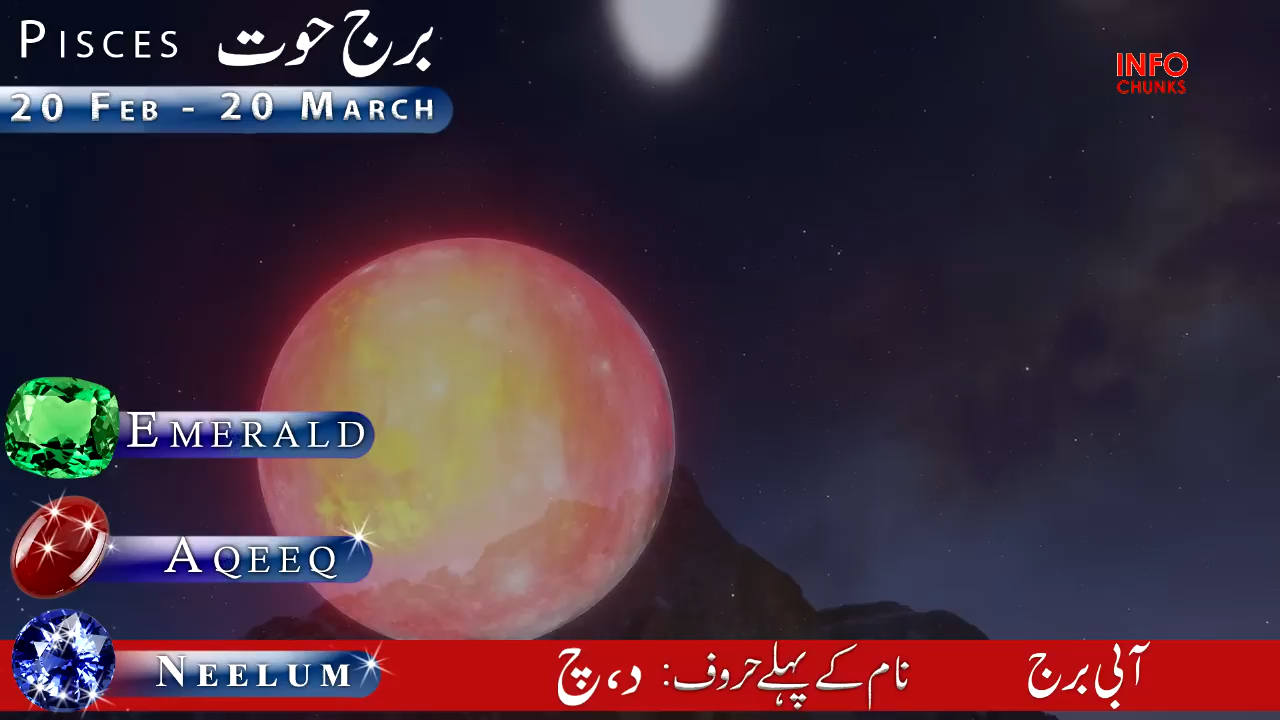 Pisces برج حوت
20 Feb - 20 March
INFO
CHUNKS
Emerald
Aqeeq
Neelum
آبی برج نام کے پہلے حروف: د، چ